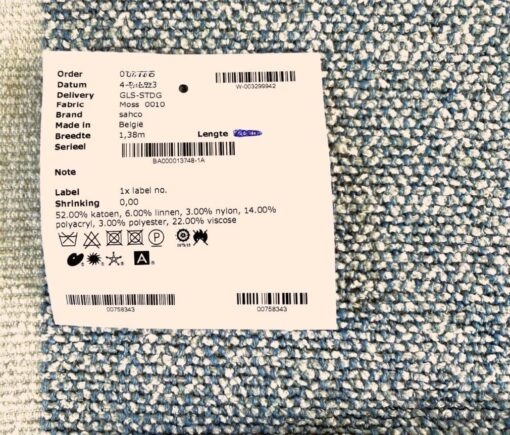 Order
W-003299942
Datum
Delivery GLS-STDG
Fabric Moss 0010
Brand sahco
Made in België
Breedte 1,38m Lengte
Serieel
BA000013748-1A
Note
Label 1x label no.
Shrinking 0,00
52.00% katoen, 6.00% linnen, 3.00% nylon, 14.00%
polyacryl, 3.00% polyester, 22.00% viscose
P
A
00758343 00758343